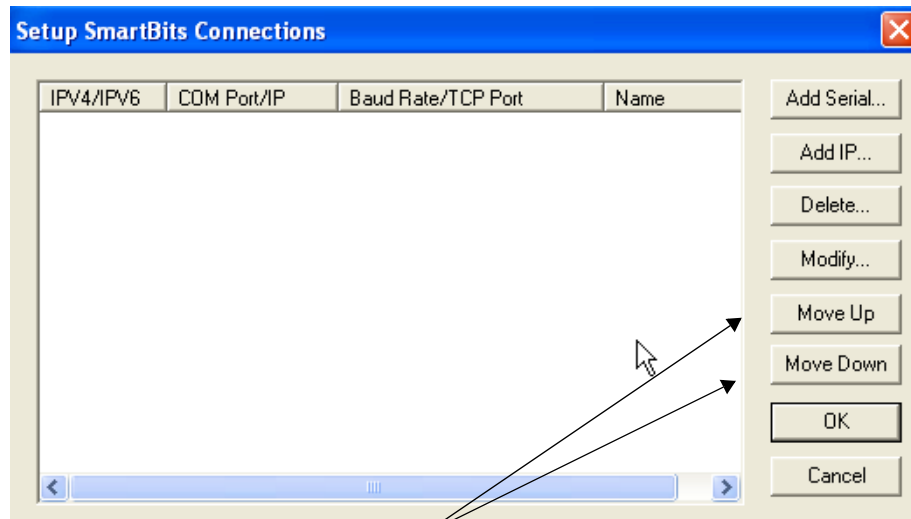 Setup SmartBits Connections
IPV4/IPV6 COM Port/IP Baud Rate/TCP Port Name
Add Serial...
Add IP...
Delete...
Modify...
Move Up
Move Down
OK
Cancel